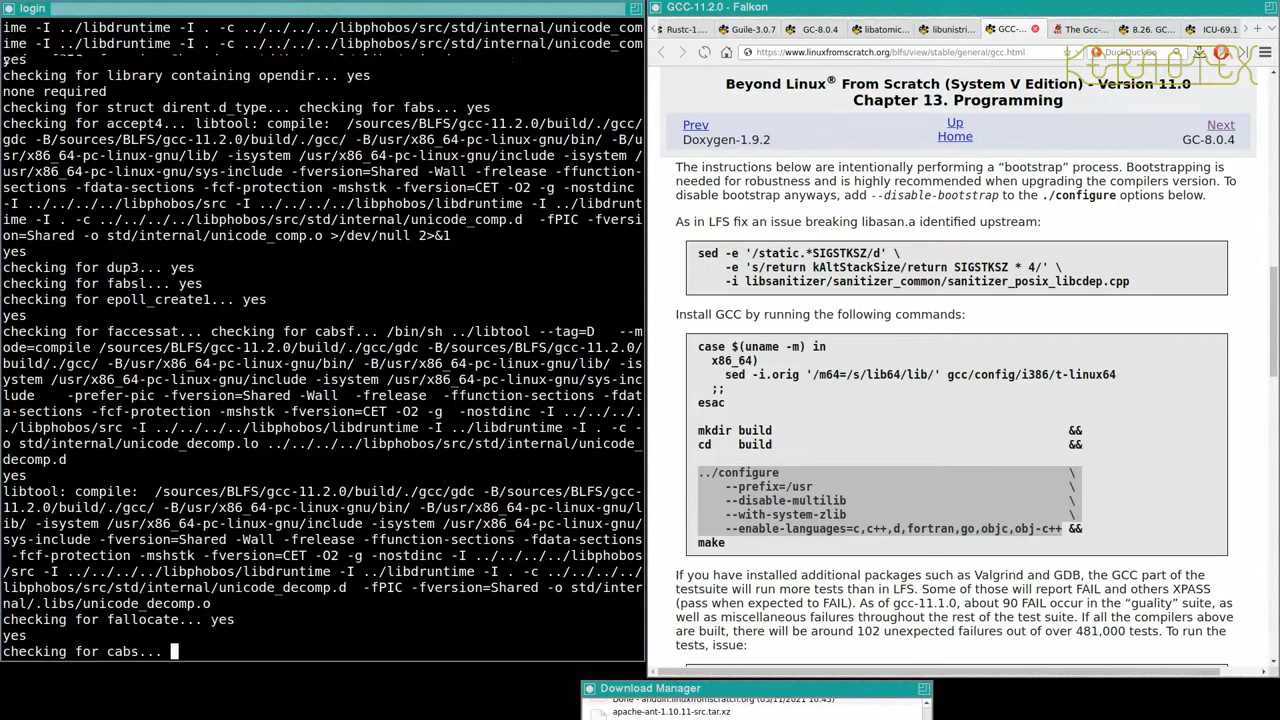 login
ime -I ../libdruntime -I . -c ../../../../libphobos/src/std/internal/unicode_com
ime -I ../libdruntime -I . -c ../../../../libphobos/src/std/internal/unicode_com
yes
checking for library containing opendir... yes
none required
checking for struct dirent.d_type... checking for fabs... yes
checking for accept4... libtool: compile:  /sources/BLFS/gcc-11.2.0/build/./gcc/
gdc -B/sources/BLFS/gcc-11.2.0/build/./gcc/ -B/usr/x86_64-pc-linux-gnu/bin/ -B/u
sr/x86_64-pc-linux-gnu/lib/ -isystem /usr/x86_64-pc-linux-gnu/include -isystem /
usr/x86_64-pc-linux-gnu/sys-include -fversion=Shared -Wall -frelease -ffunction-
sections -fdata-sections -fcf-protection -mshstk -fversion=CET -O2 -g -nostdinc
-I ../../../../libphobos/src -I ../../../../libphobos/libdruntime -I ../libdrunt
ime -I . -c ../../../../libphobos/src/std/internal/unicode_comp.d  -fPIC -fversi
on=Shared -o std/internal/unicode_comp.o >/dev/null 2>&1
yes
checking for dup3... yes
checking for fabsl... yes
checking for epoll_create1... yes
yes
checking for faccessat... checking for cabsf... /bin/sh ../libtool --tag=D   --m
ode=compile /sources/BLFS/gcc-11.2.0/build/./gcc/gdc -B/sources/BLFS/gcc-11.2.0/
build/./gcc/ -B/usr/x86_64-pc-linux-gnu/bin/ -B/usr/x86_64-pc-linux-gnu/lib/ -is
ystem /usr/x86_64-pc-linux-gnu/include -isystem /usr/x86_64-pc-linux-gnu/sys-inc
lude    -prefer-pic -fversion=Shared -Wall  -frelease -ffunction-sections -fdat
a-sections -fcf-protection -mshstk -fversion=CET -O2 -g  -nostdinc -I ../../../.
./libphobos/src -I ../../../../libphobos/libdruntime -I ../libdruntime -I . -c -
o std/internal/unicode_decomp.lo ../../../../libphobos/src/std/internal/unicode_
decomp.d
yes
libtool: compile:  /sources/BLFS/gcc-11.2.0/build/./gcc/gdc -B/sources/BLFS/gcc-
11.2.0/build/./gcc/ -B/usr/x86_64-pc-linux-gnu/bin/ -B/usr/x86_64-pc-linux-gnu/
lib/ -isystem /usr/x86_64-pc-linux-gnu/include -isystem /usr/x86_64-pc-linux-gnu/
sys-include -fversion=Shared -Wall -frelease -ffunction-sections -fdata-sections
-fcf-protection -mshstk -fversion=CET -O2 -g -nostdinc -I ../../../../libphobos
/src -I ../../../../libphobos/libdruntime -I ../libdruntime -I . -c ../../../../
libphobos/src/std/internal/unicode_decomp.d  -fPIC -fversion=Shared -o std/inter
nal/.libs/unicode_decomp.o
checking for fallocate... yes
yes
checking for cabs...
GCC-11.2.0 - Falkon
Rustc-1.... Guile-3.0.7 GC-8.0.4 libatomic... libunistri... GCC-... The Gcc-... 8.26. GC... ICU-69.1
https://www.linuxfromscratch.org/blfs/view/stable/general/gcc.html
DuckDuckGo
KERNOTEX
Beyond Linux® From Scratch (System V Edition) - Version 11.0
Chapter 13. Programming
Prev Up Next
Doxygen-1.9.2 Home GC-8.0.4
The instructions below are intentionally performing a “bootstrap” process. Bootstrapping is
needed for robustness and is highly recommended when upgrading the compilers version. To
disable bootstrap anyways, add --disable-bootstrap to the ./configure options below.
As in LFS fix an issue breaking libasan.a identified upstream:
sed -e '/static.*SIGSTKSZ/d' \
-e 's/return kAltStackSize/return SIGSTKSZ * 4/' \
-i libsanitizer/sanitizer_common/sanitizer_posix_libcdep.cpp
Install GCC by running the following commands:
case $(uname -m) in
x86_64)
sed -i.orig '/m64=/s/lib64/lib/' gcc/config/i386/t-linux64
;;
esac
mkdir build &&
cd    build &&
../configure \
--prefix=/usr \
--disable-multilib \
--with-system-zlib \
--enable-languages=c,c++,d,fortran,go,objc,obj-c++ &&
make
If you have installed additional packages such as Valgrind and GDB, the GCC part of the
testsuite will run more tests than in LFS. Some of those will report FAIL and others XPASS
(pass when expected to FAIL). As of gcc-11.1.0, about 90 FAIL occur in the “guality” suite, as
well as miscellaneous failures throughout the rest of the test suite. If all the compilers above
are built, there will be around 102 unexpected failures out of over 481,000 tests. To run the
tests, issue:
Download Manager
Done - anduin.linuxfromscratch.org (05/11/2021 10:45)
apache-ant-1.10.11-src.tar.xz